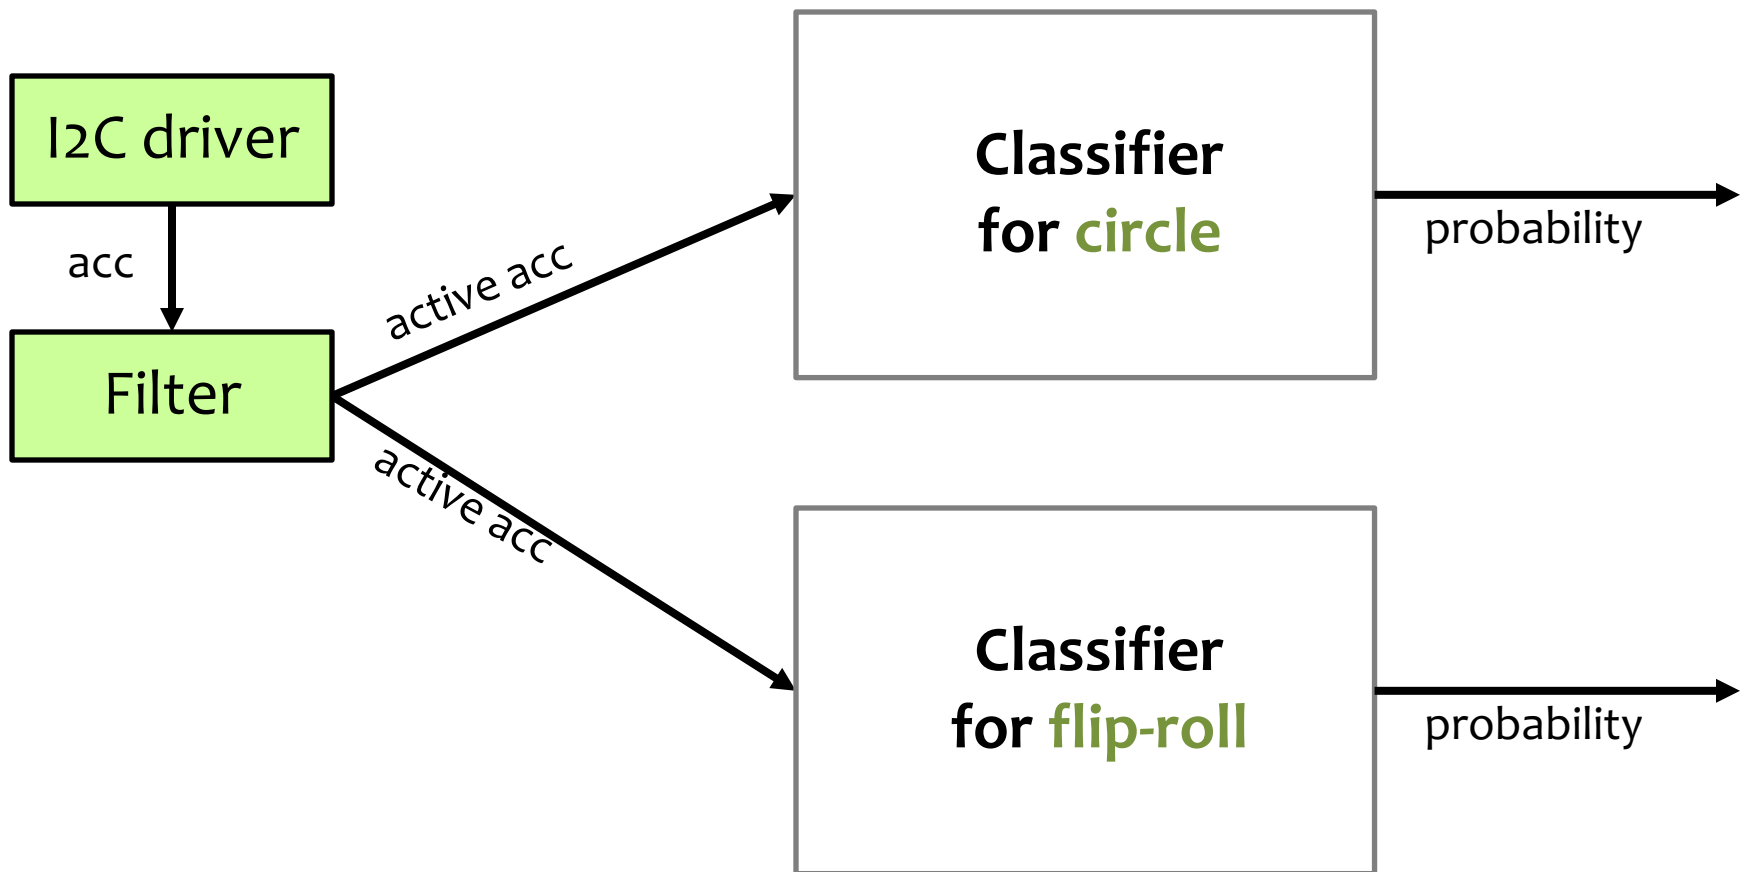 I2C driver
acc
Filter
active acc
active acc
Classifier
for circle
probability
Classifier
for flip-roll
probability